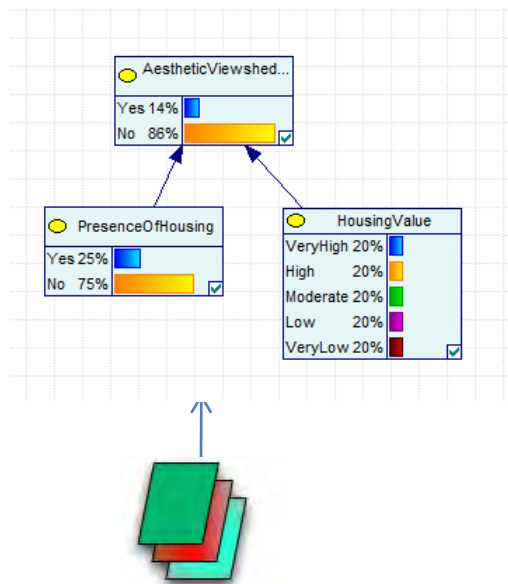 AestheticViewshed...
Yes 14%
No 86%
PresenceOfHousing
Yes 25%
No 75%
HousingValue
VeryHigh 20%
High 20%
Moderate 20%
Low 20%
VeryLow 20%